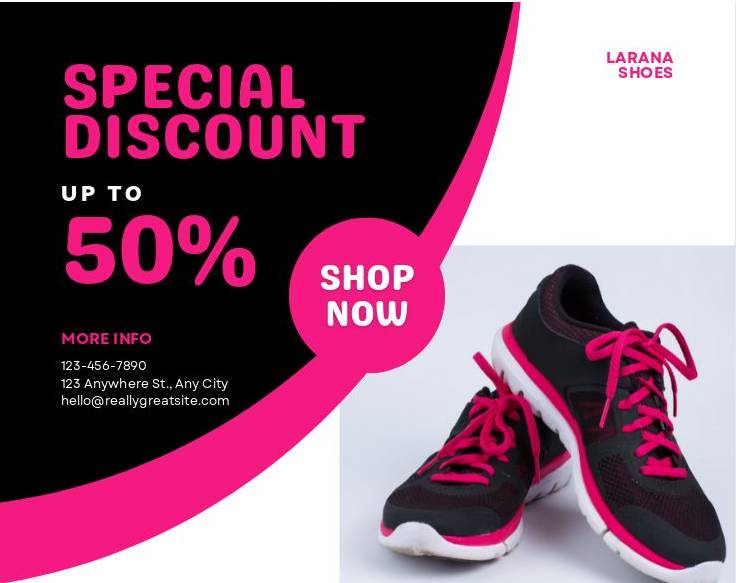 SPECIAL
DISCOUNT
UP TO
50%
SHOP
NOW
MORE INFO
123-456-7890
123 Anywhere St., Any City
hello@reallygreatsite.com
LARANA
SHOES